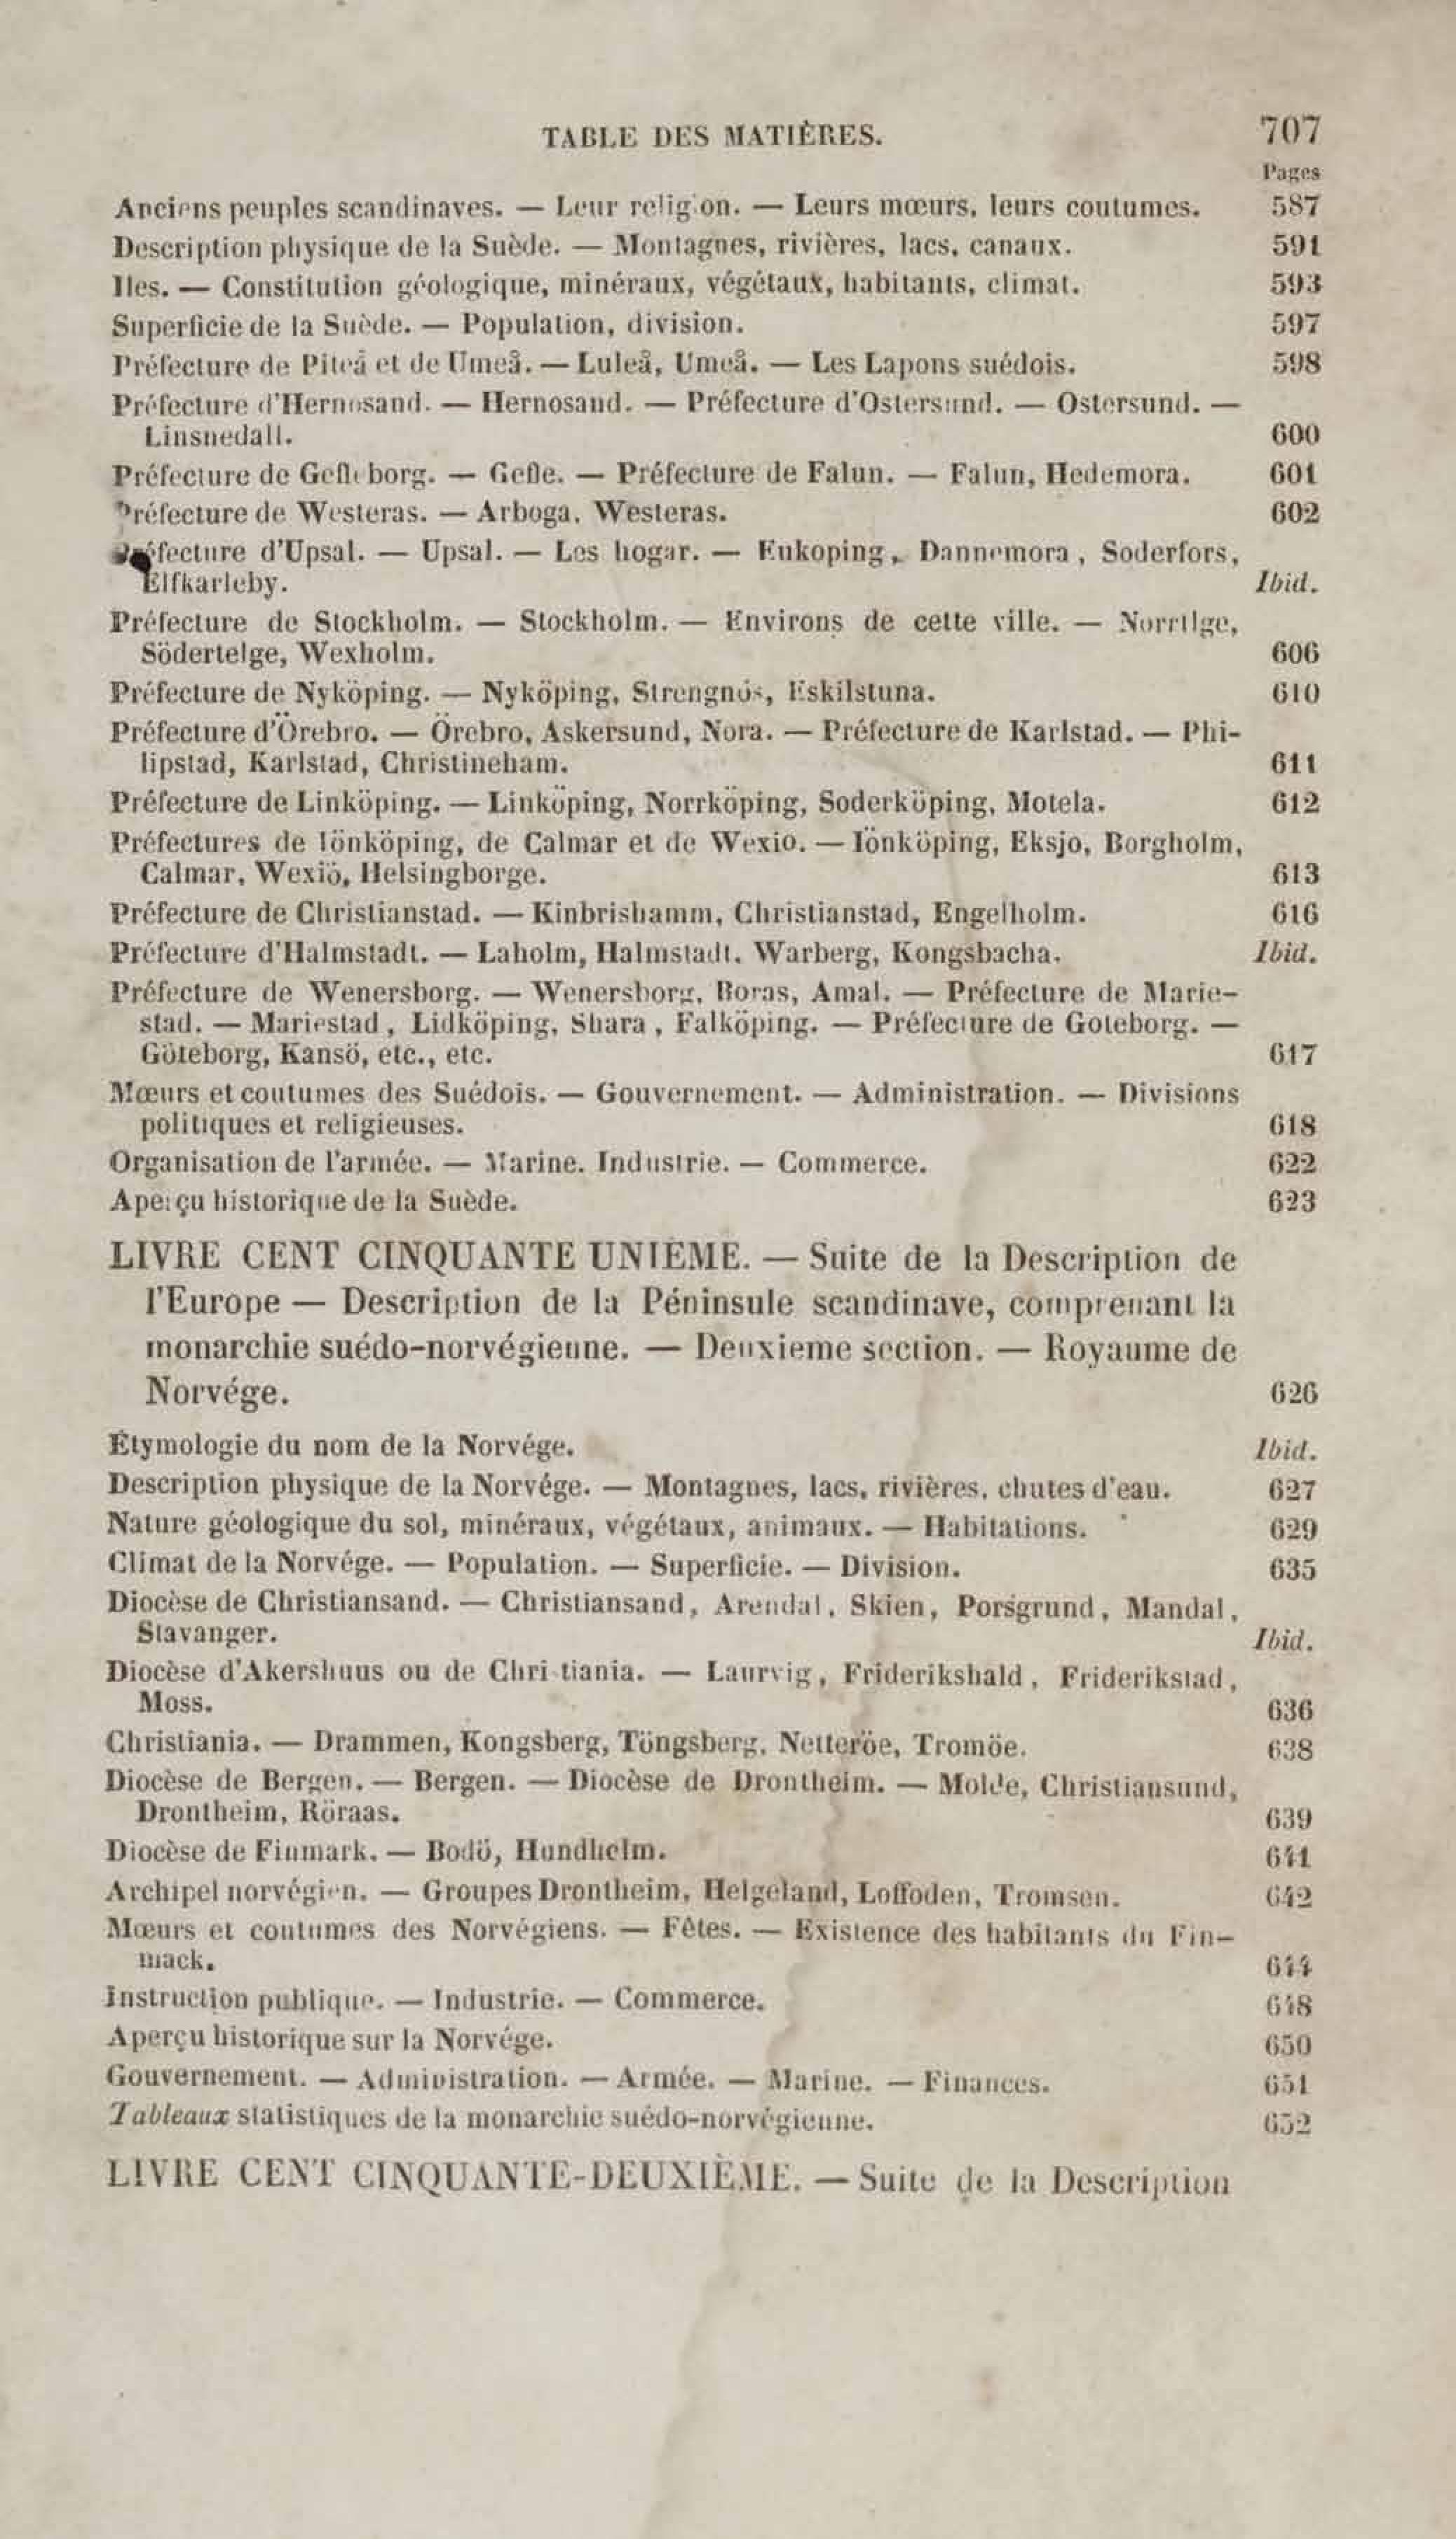 TABLE DES MATIÈRES. 707
Pages
Anciens peuples scandinaves. — Leur religion. — Leurs mœurs, leurs coutumes. 587
Description physique de la Suède. — Montagnes, rivières, lacs, canaux. 591
Iles. — Constitution géologique, minéraux, végétaux, habitants, climat. 593
Superficie de la Suède. — Population, division. 597
Préfecture de Piteå et de Umeå. — Luleå, Umeå. — Les Lapons suédois. 598
Préfecture d'Hernosand. — Hernosand. — Préfecture d'Ostersund. — Ostersund. —
Linsnedall. 600
Préfecture de Gefleborg. — Gefle. — Préfecture de Falun. — Falun, Hedemora. 601
Préfecture de Westeras. — Arboga, Westeras. 602
Préfecture d'Upsal. — Upsal. — Les hogar. — Enkoping, Dannemora, Soderfors,
Elfkarleby. Ibid.
Préfecture de Stockholm. — Stockholm. — Environs de cette ville. — Norrtlge,
Södertelge, Wexholm. 606
Préfecture de Nyköping. — Nyköping, Strengnös, Eskilstuna. 610
Préfecture d'Örebro. — Örebro, Askersund, Nora. — Préfecture de Karlstad. — Phi-
lipstad, Karlstad, Christineham. 611
Préfecture de Linköping. — Linköping, Norrköping, Soderköping, Motela. 612
Préfectures de Iönköping, de Calmar et de Wexio. — Iönköping, Eksjo, Borgholm,
Calmar, Wexiö, Helsingborge. 613
Préfecture de Christianstad. — Kinbrishamm, Christianstad, Engelholm. 616
Préfecture d'Halmstadt. — Laholm, Halmstadt, Warberg, Kongsbacha. Ibid.
Préfecture de Wenersborg. — Wenersborg, Boras, Amal. — Préfecture de Marie-
stad. — Mariestad, Lidköping, Shara, Falköping. — Préfecture de Goteborg. —
Göteborg, Kansö, etc., etc. 617
Mœurs et coutumes des Suédois. — Gouvernement. — Administration. — Divisions
politiques et religieuses. 618
Organisation de l'armée. — Marine. Industrie. — Commerce. 622
Aperçu historique de la Suède. 623
LIVRE CENT CINQUANTE UNIÈME. — Suite de la Description de
l'Europe — Description de la Péninsule scandinave, comprenant la
monarchie suédo-norvégienne. — Deuxieme section. — Royaume de
Norvége. 626
Étymologie du nom de la Norvége. Ibid.
Description physique de la Norvége. — Montagnes, lacs, rivières, chutes d'eau. 627
Nature géologique du sol, minéraux, végétaux, animaux. — Habitations. 629
Climat de la Norvége. — Population. — Superficie. — Division. 635
Diocèse de Christiansand. — Christiansand, Arendal, Skien, Porsgrund, Mandal,
Stavanger. Ibid.
Diocèse d'Akershuus ou de Christiania. — Laurvig, Friderikshald, Friderikstad,
Moss. 636
Christiania. — Drammen, Kongsberg, Töngsberg, Netteröe, Tromöe. 638
Diocèse de Bergen. — Bergen. — Diocèse de Drontheim. — Molde, Christiansund,
Drontheim, Röraas. 639
Diocèse de Finmark. — Bodö, Hundhelm. 641
Archipel norvégien. — Groupes Drontheim, Helgeland, Loffoden, Tromsen. 642
Mœurs et coutumes des Norvégiens. — Fêtes. — Existence des habitants du Fin-
mack. 644
Instruction publique. — Industrie. — Commerce. 648
Aperçu historique sur la Norvége. 650
Gouvernement. — Administration. — Armée. — Marine. — Finances. 651
Tableaux statistiques de la monarchie suédo-norvégienne. 652
LIVRE CENT CINQUANTE-DEUXIÈME. — Suite de la Description